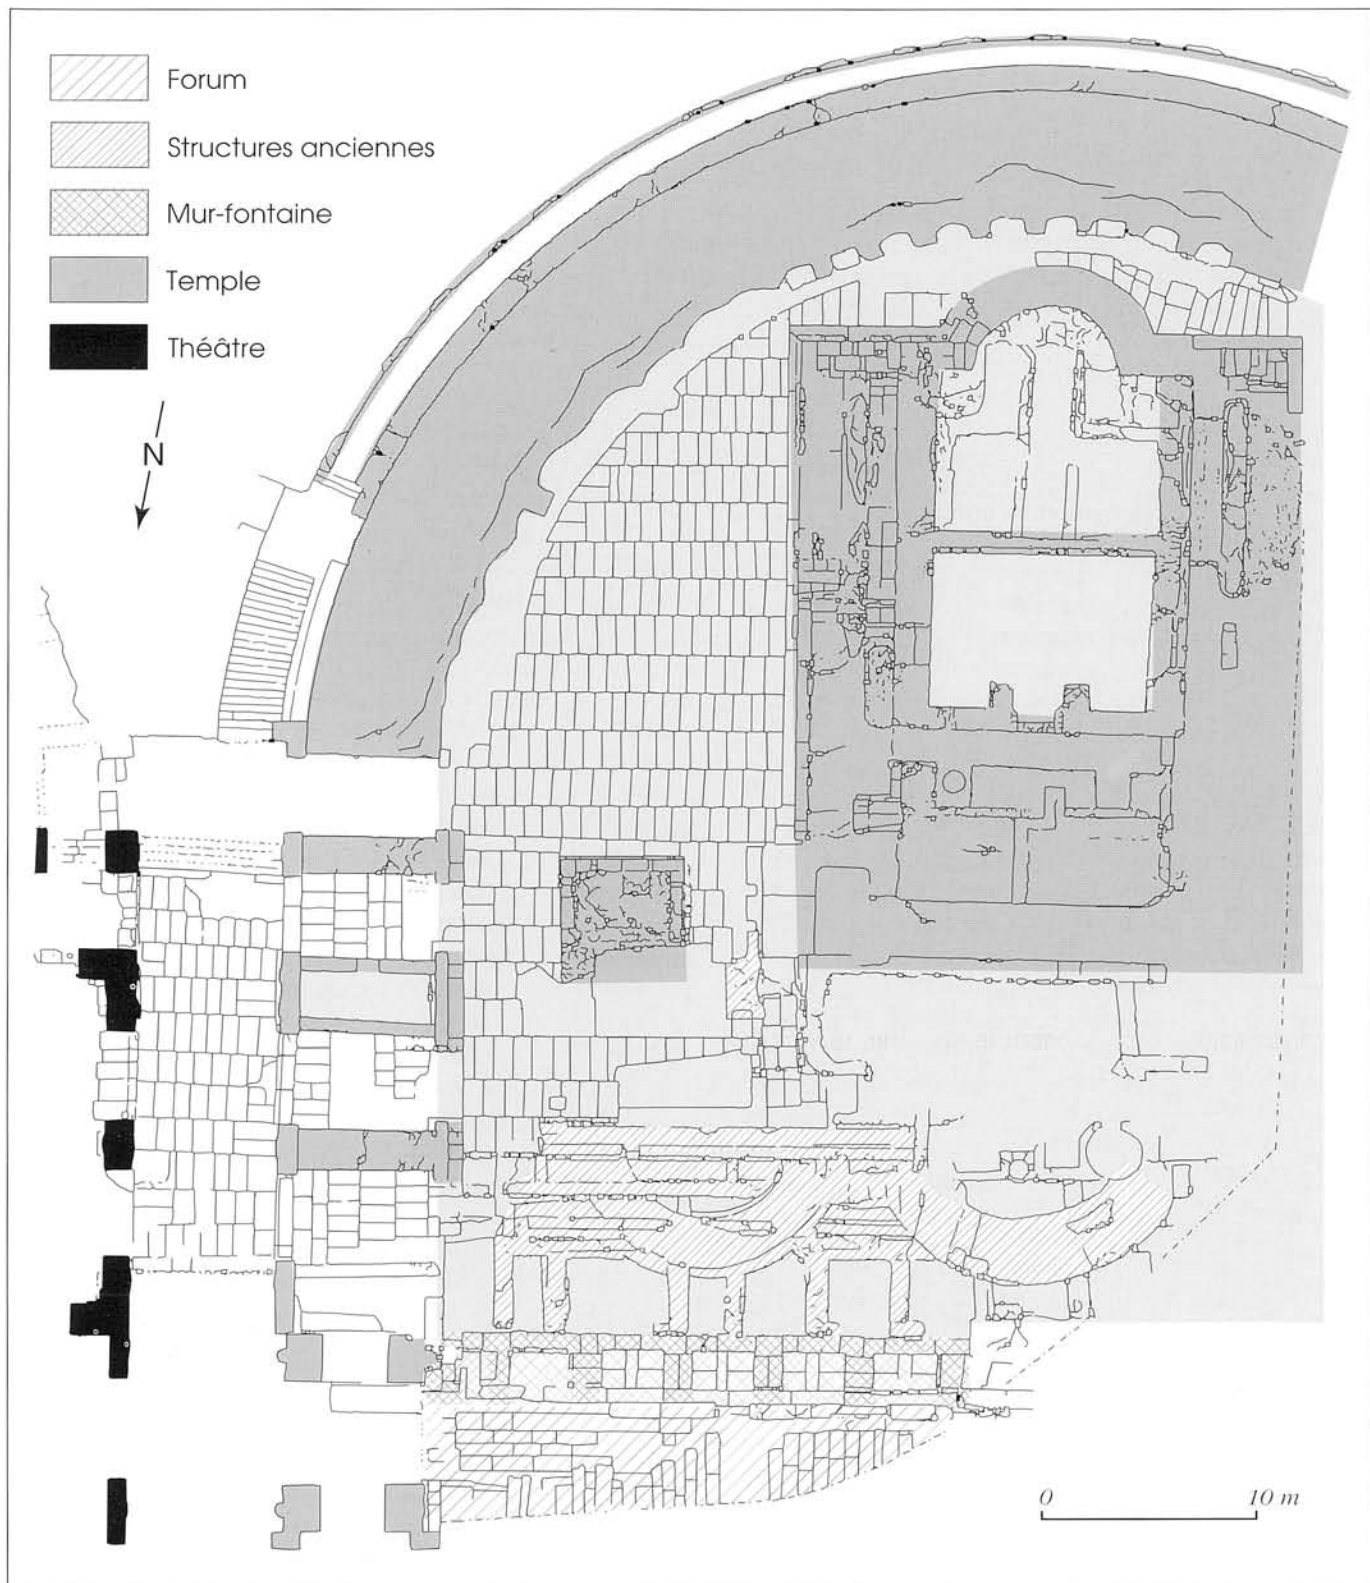 Forum
Structures anciennes
Mur-fontaine
Temple
Théâtre
N
0 10 m